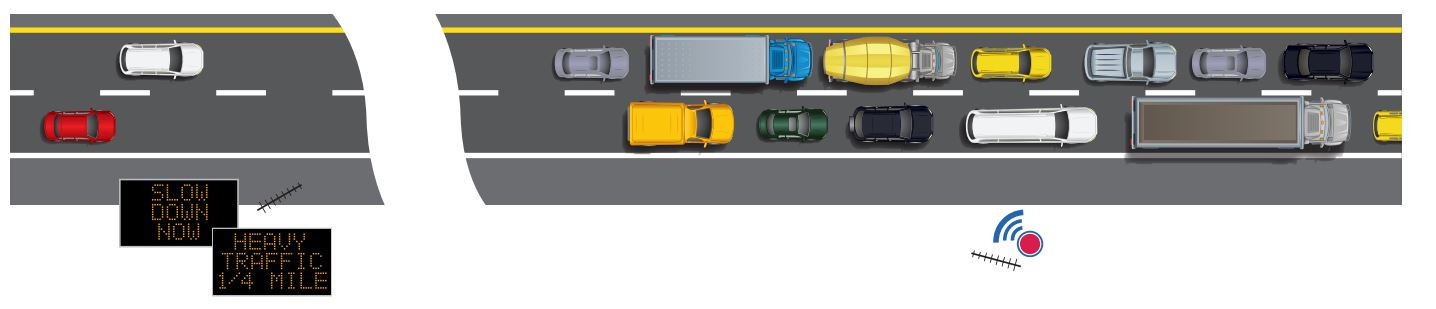 SLOW
DOWN
NOW
HEAVY
TRAFFIC
1/4 MILE